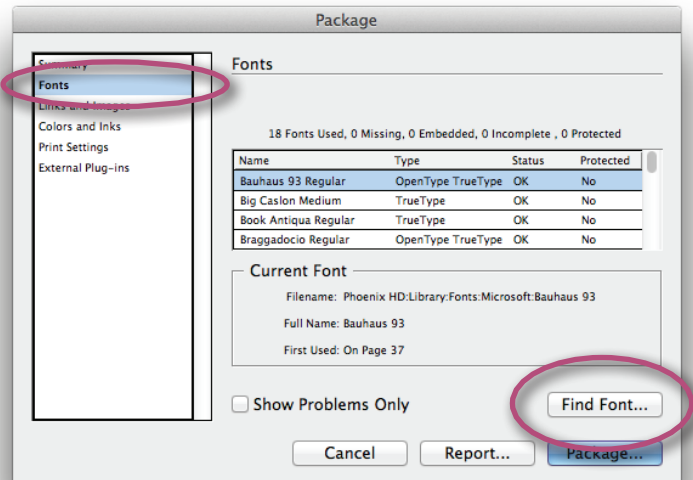 Package
Summary
Fonts
Links and Images
Colors and Inks
Print Settings
External Plug-ins
Fonts
18 Fonts Used, 0 Missing, 0 Embedded, 0 Incomplete , 0 Protected
Name Type Status Protected
Bauhaus 93 Regular OpenType TrueType OK No
Big Caslon Medium TrueType OK No
Book Antiqua Regular TrueType OK No
Braggadocio Regular OpenType TrueType OK No
Current Font
Filename: Phoenix HD:Library:Fonts:Microsoft:Bauhaus 93
Full Name: Bauhaus 93
First Used: On Page 37
Show Problems Only
Find Font...
Cancel Report... Package...